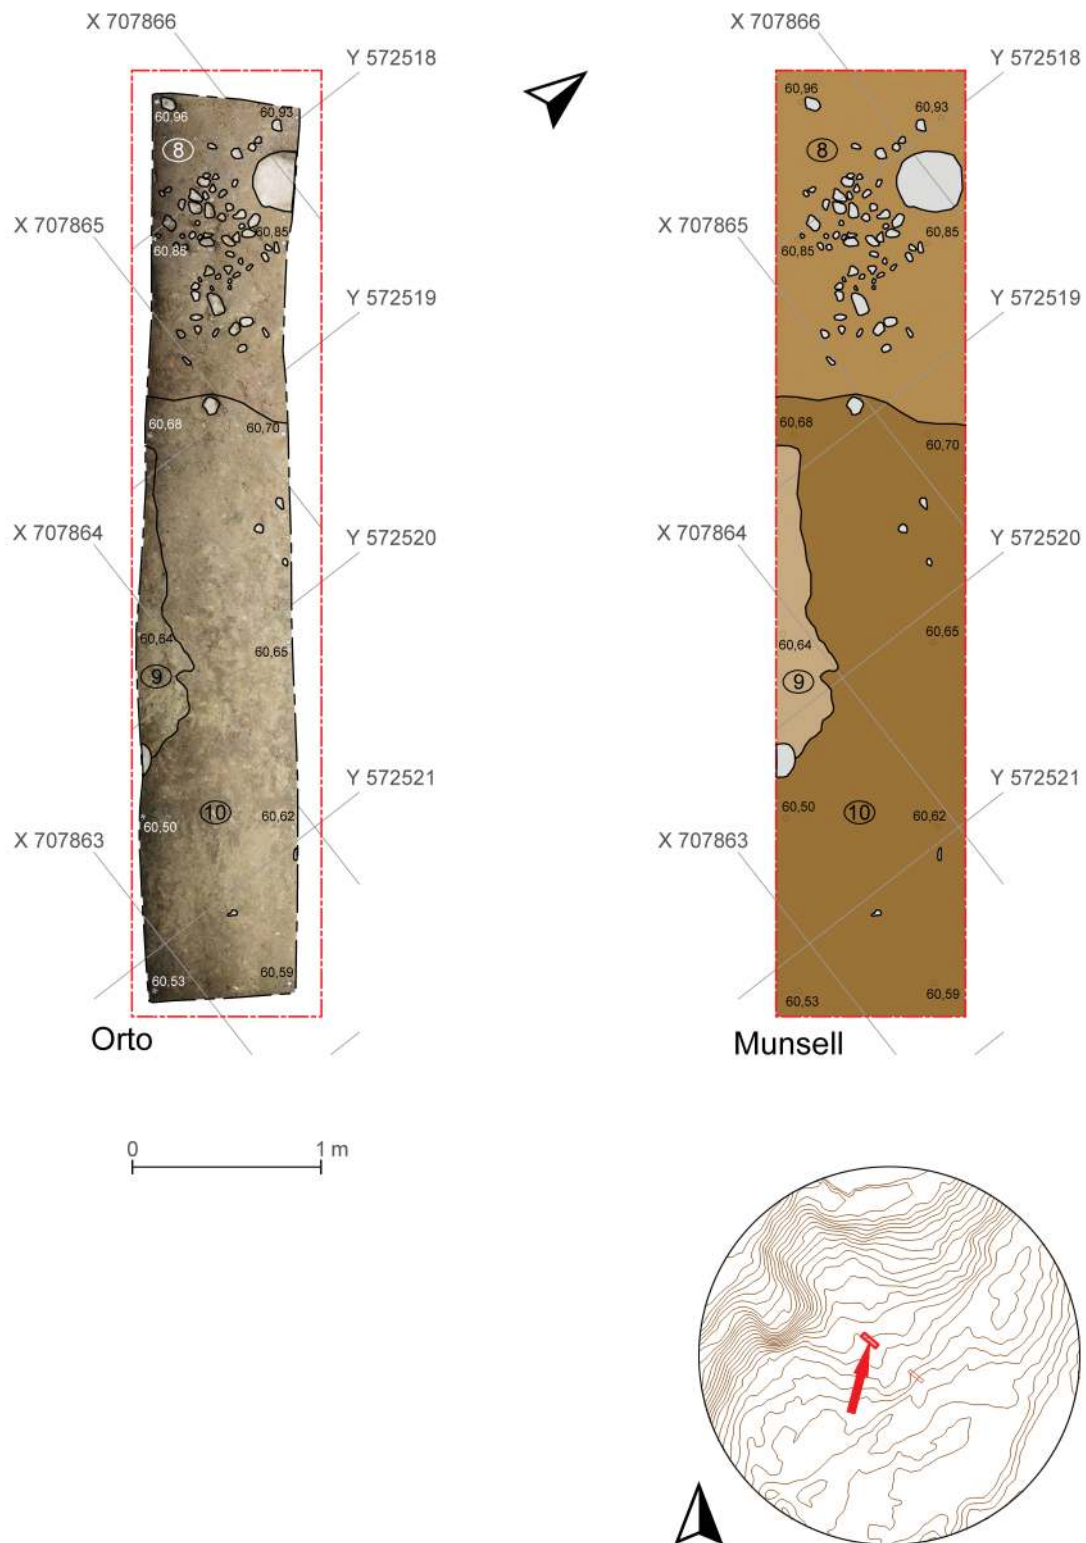 X 707866
Y 572518
60,96
60,93
8
X 707865
60,85
60,85
Y 572519
60,68
60,70
X 707864
Y 572520
60,64
60,65
9
Y 572521
10
60,50
60,62
X 707863
60,53
60,59
Orto
X 707866
Y 572518
60,96
60,93
8
X 707865
60,85
60,85
Y 572519
60,68
60,70
X 707864
Y 572520
60,64
60,65
9
Y 572521
60,50
10
60,62
X 707863
60,53
60,59
Munsell
0 1 m